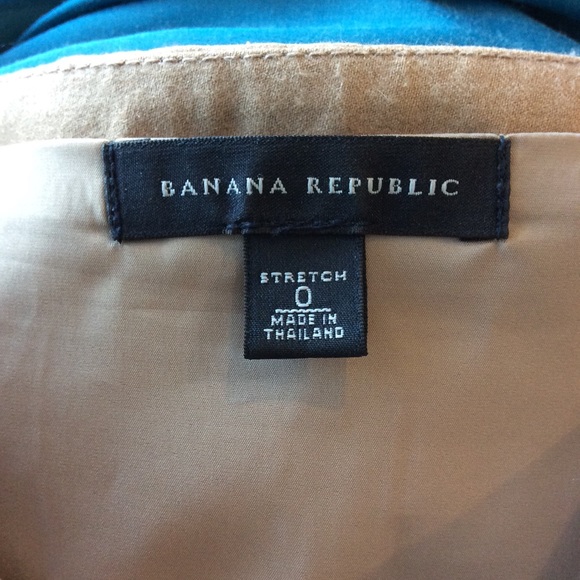 BANANA REPUBLIC
STRETCH
0
MADE IN
THAILAND